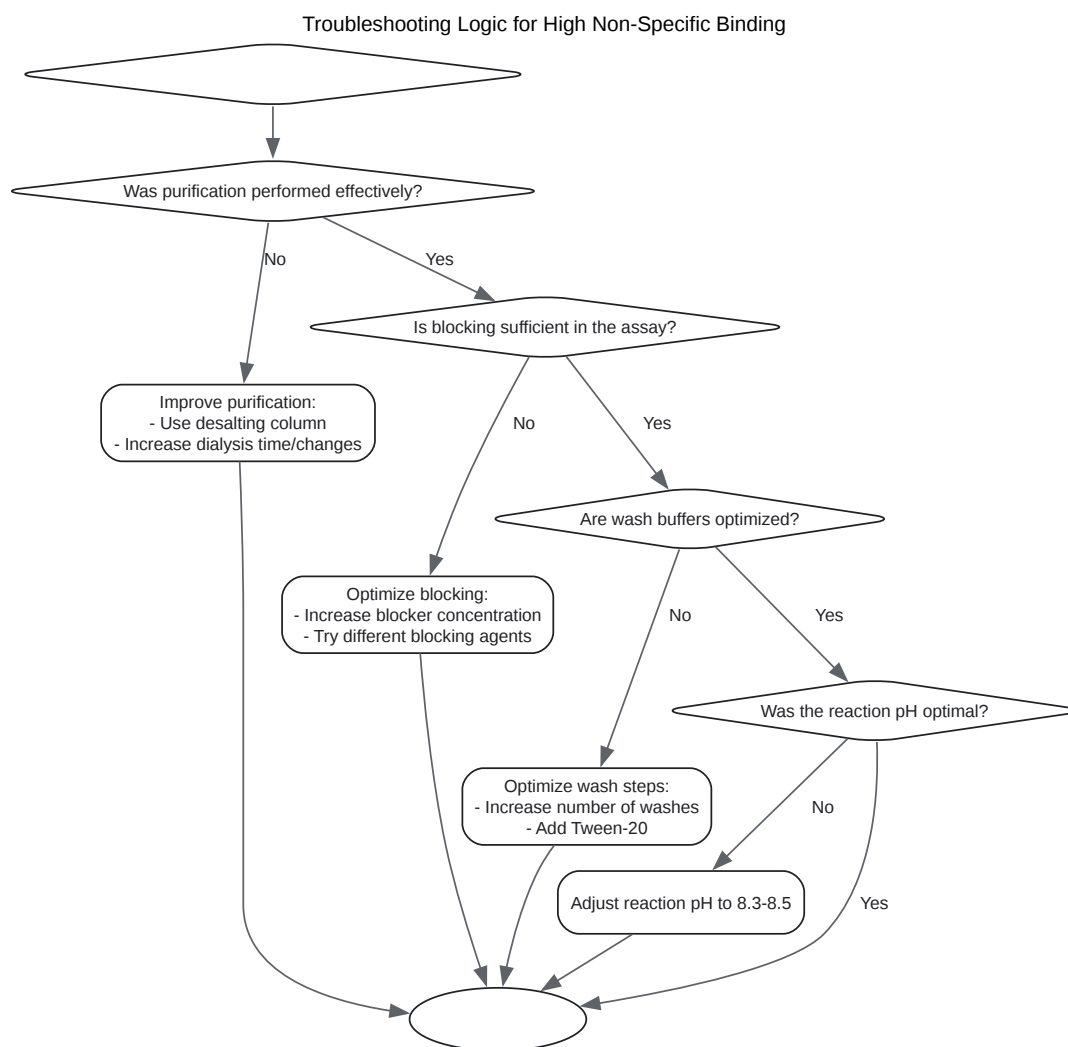 Troubleshooting Logic for High Non-Specific Binding
Was purification performed effectively?
No
Yes
Is blocking sufficient in the assay?
Improve purification:
- Use desalting column
- Increase dialysis time/changes
No
Yes
Are wash buffers optimized?
Optimize blocking:
- Increase blocker concentration
- Try different blocking agents
No
Yes
Was the reaction pH optimal?
Optimize wash steps:
- Increase number of washes
- Add Tween-20
No
Adjust reaction pH to 8.3-8.5
Yes